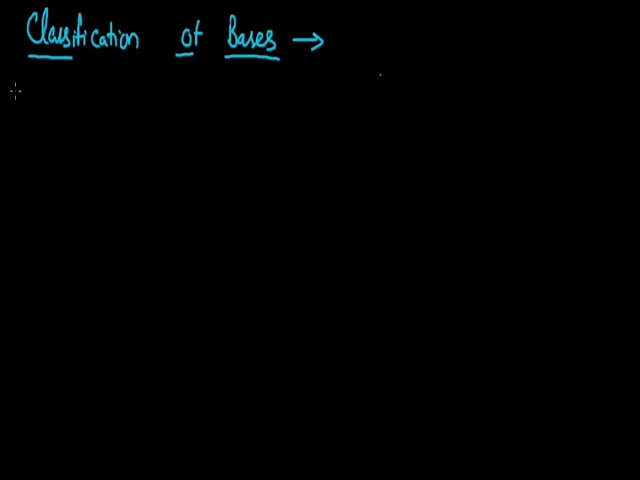 Classification of Bases →